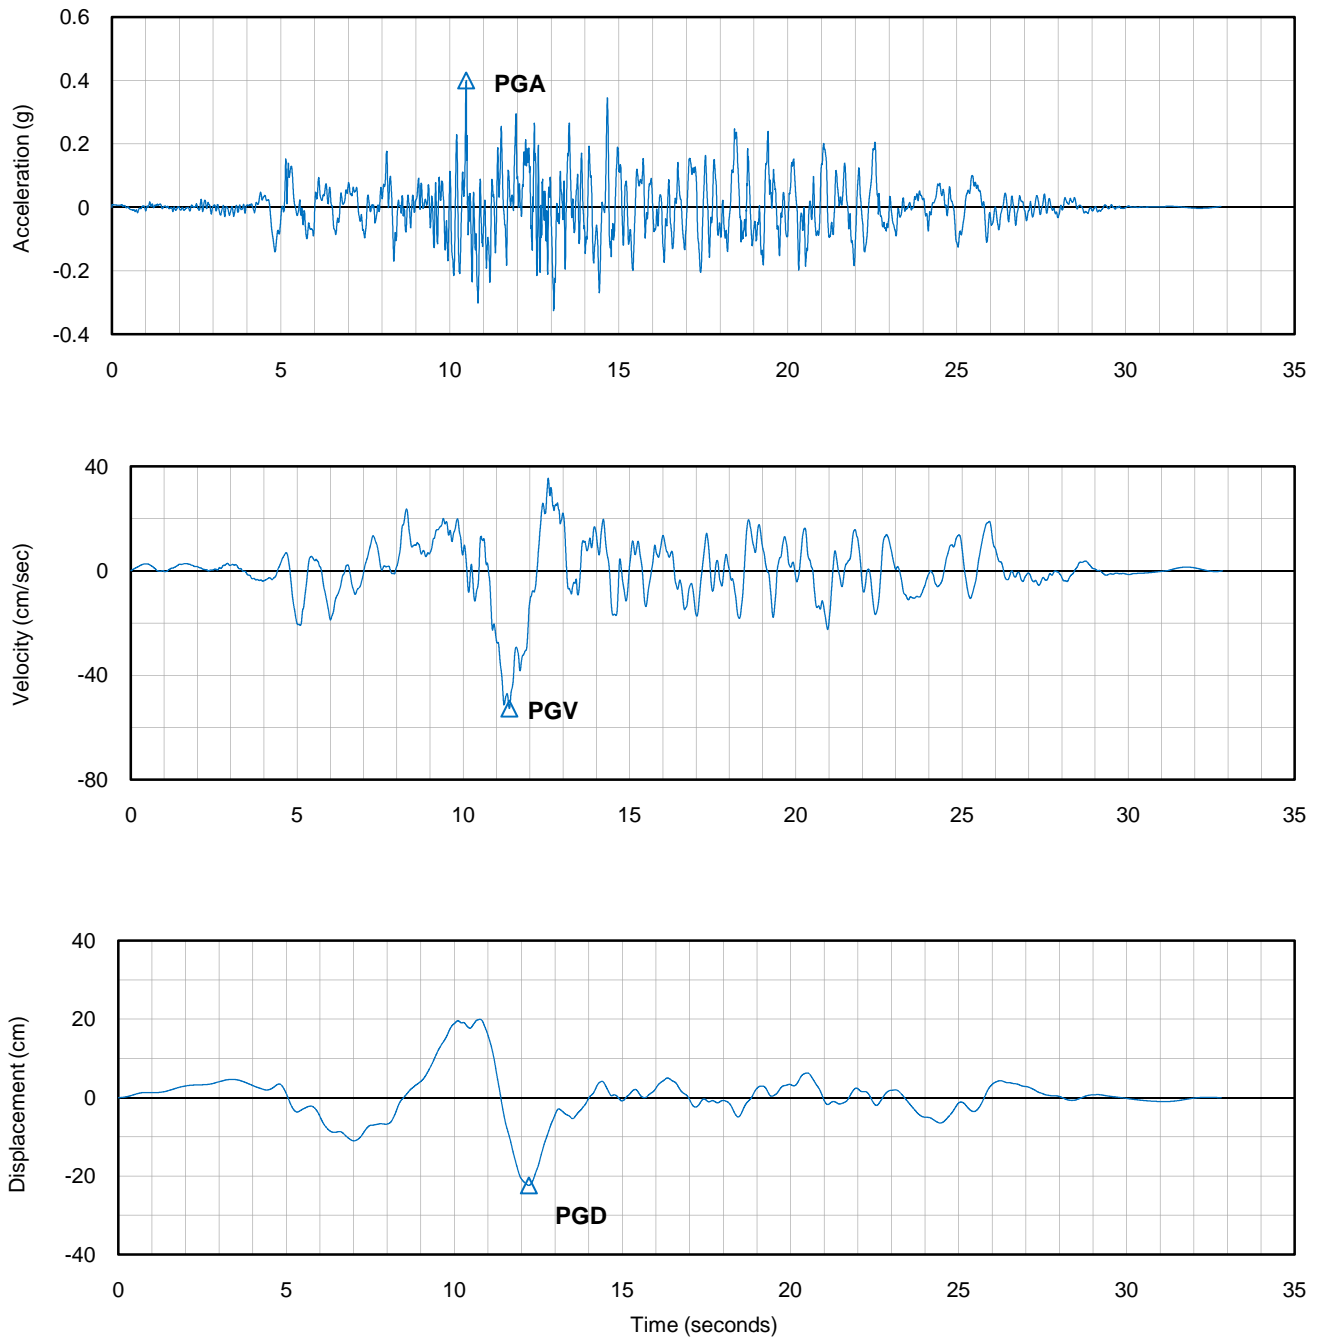 0.6
0.4
0.2
0
-0.2
-0.4
Acceleration (g)
PGA
0 5 10 15 20 25 30 35
40
0
-40
-80
Velocity (cm/sec)
PGV
0 5 10 15 20 25 30 35
40
20
0
-20
-40
Displacement (cm)
PGD
0 5 10 15 20 25 30 35
Time (seconds)